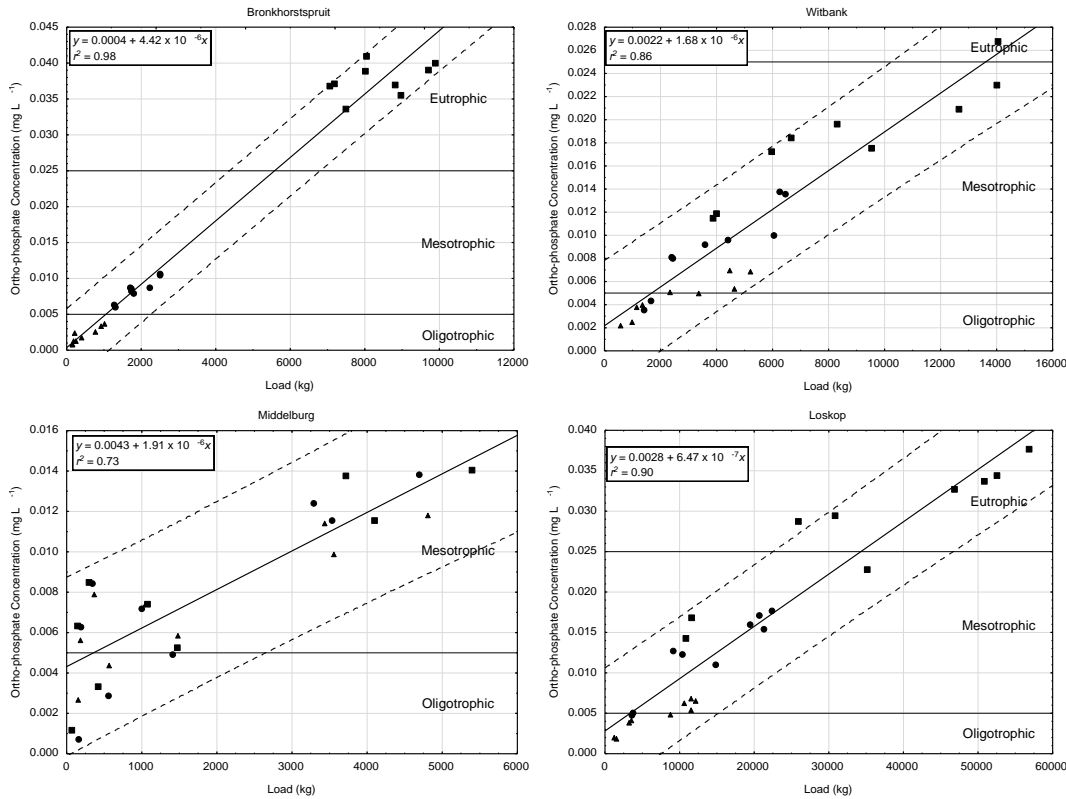 Bronkhorstspruit
Ortho-phosphate Concentration (mg L ⁻¹)
0.045
0.040
0.035
0.030
0.025
0.020
0.015
0.010
0.005
0.000
y = 0.0004 + 4.42 x 10 ⁻⁶x
r² = 0.98
Eutrophic
Mesotrophic
Oligotrophic
0 2000 4000 6000 8000 10000 12000
Load (kg)
Witbank
Ortho-phosphate Concentration (mg L ⁻¹)
0.028
0.026
0.024
0.022
0.020
0.018
0.016
0.014
0.012
0.010
0.008
0.006
0.004
0.002
0.000
y = 0.0022 + 1.68 x 10 ⁻⁶x
r² = 0.86
Eutrophic
Mesotrophic
Oligotrophic
0 2000 4000 6000 8000 10000 12000 14000 16000
Load (kg)
Middelburg
Ortho-phosphate Concentration (mg L ⁻¹)
0.016
0.014
0.012
0.010
0.008
0.006
0.004
0.002
0.000
y = 0.0043 + 1.91 x 10 ⁻⁶x
r² = 0.73
Mesotrophic
Oligotrophic
0 1000 2000 3000 4000 5000 6000
Load (kg)
Loskop
Ortho-phosphate Concentration (mg L ⁻¹)
0.040
0.035
0.030
0.025
0.020
0.015
0.010
0.005
0.000
y = 0.0028 + 6.47 x 10 ⁻⁷x
r² = 0.90
Eutrophic
Mesotrophic
Oligotrophic
0 10000 20000 30000 40000 50000 60000
Load (kg)